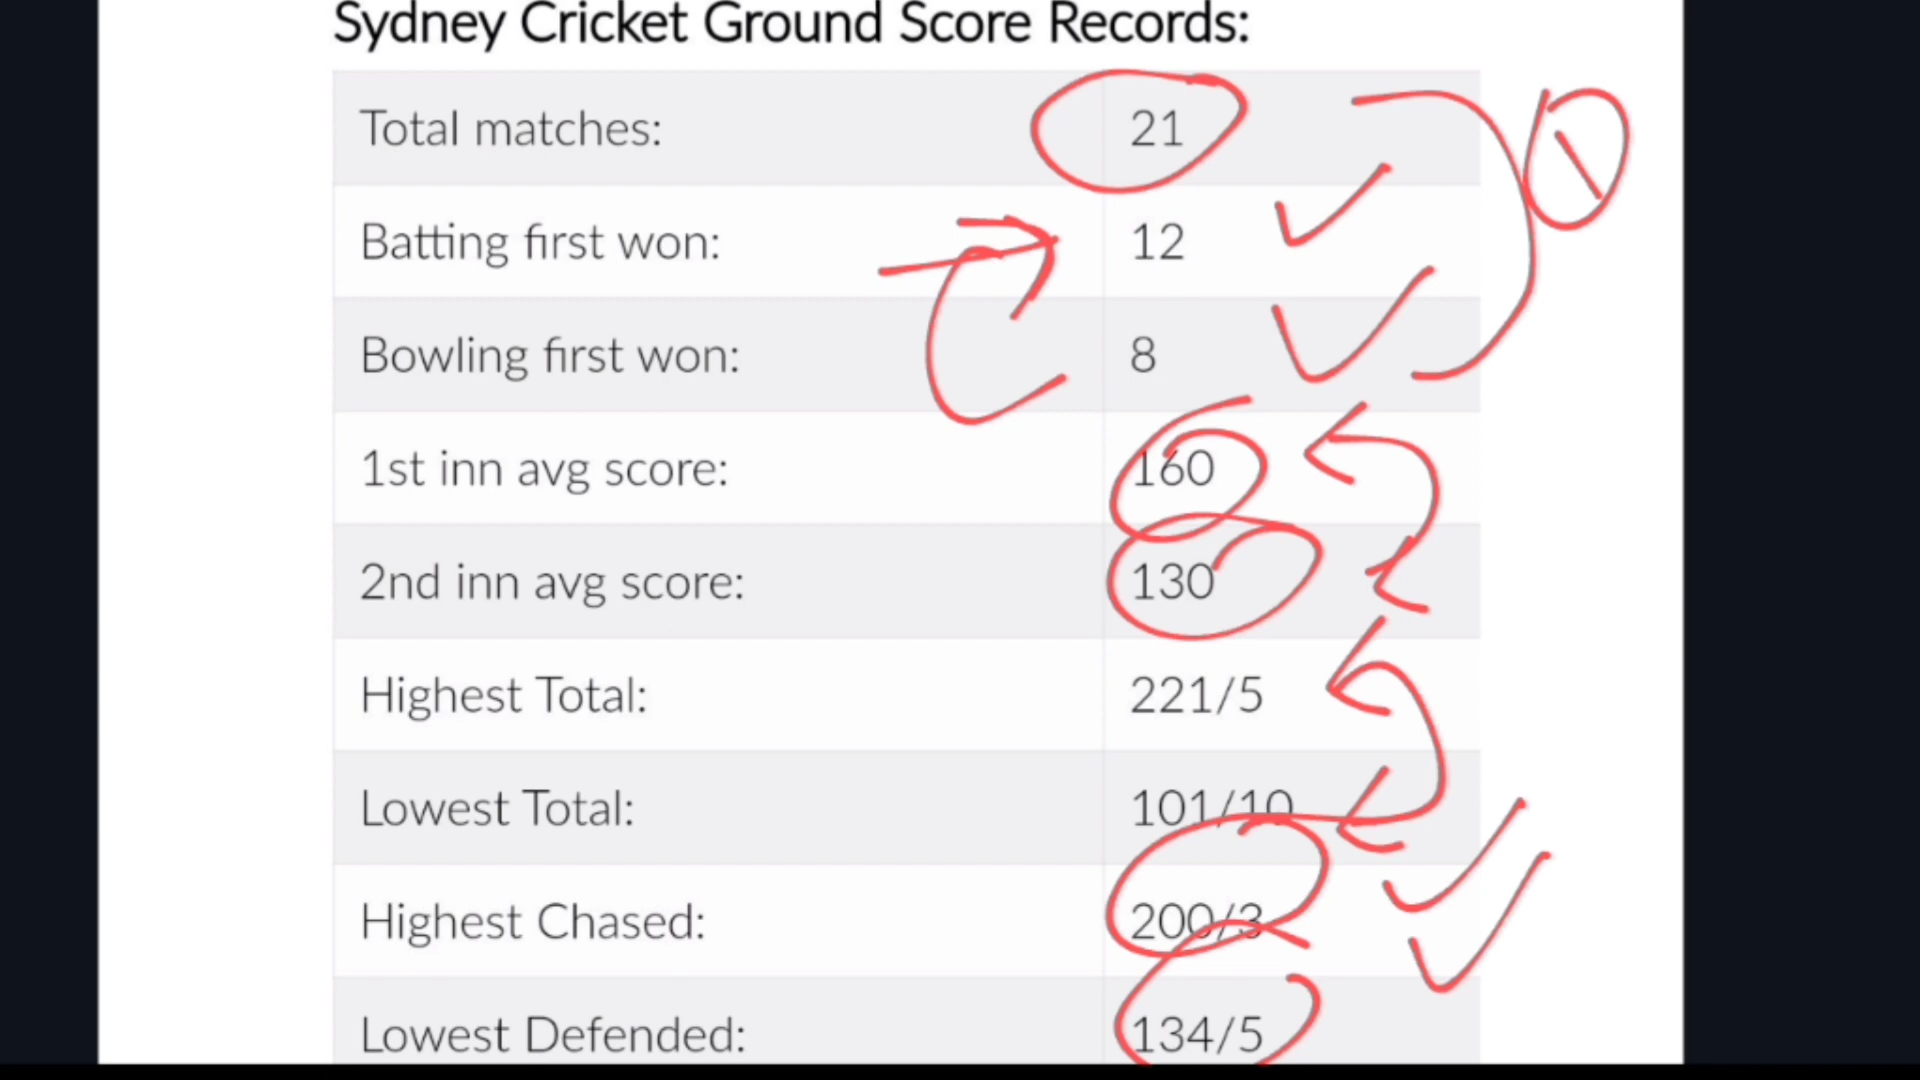 Sydney Cricket Ground Score Records:
Total matches: 21
Batting first won: 12
Bowling first won: 8
1st inn avg score: 160
2nd inn avg score: 130
Highest Total: 221/5
Lowest Total: 101/10
Highest Chased: 200/3
Lowest Defended: 134/5